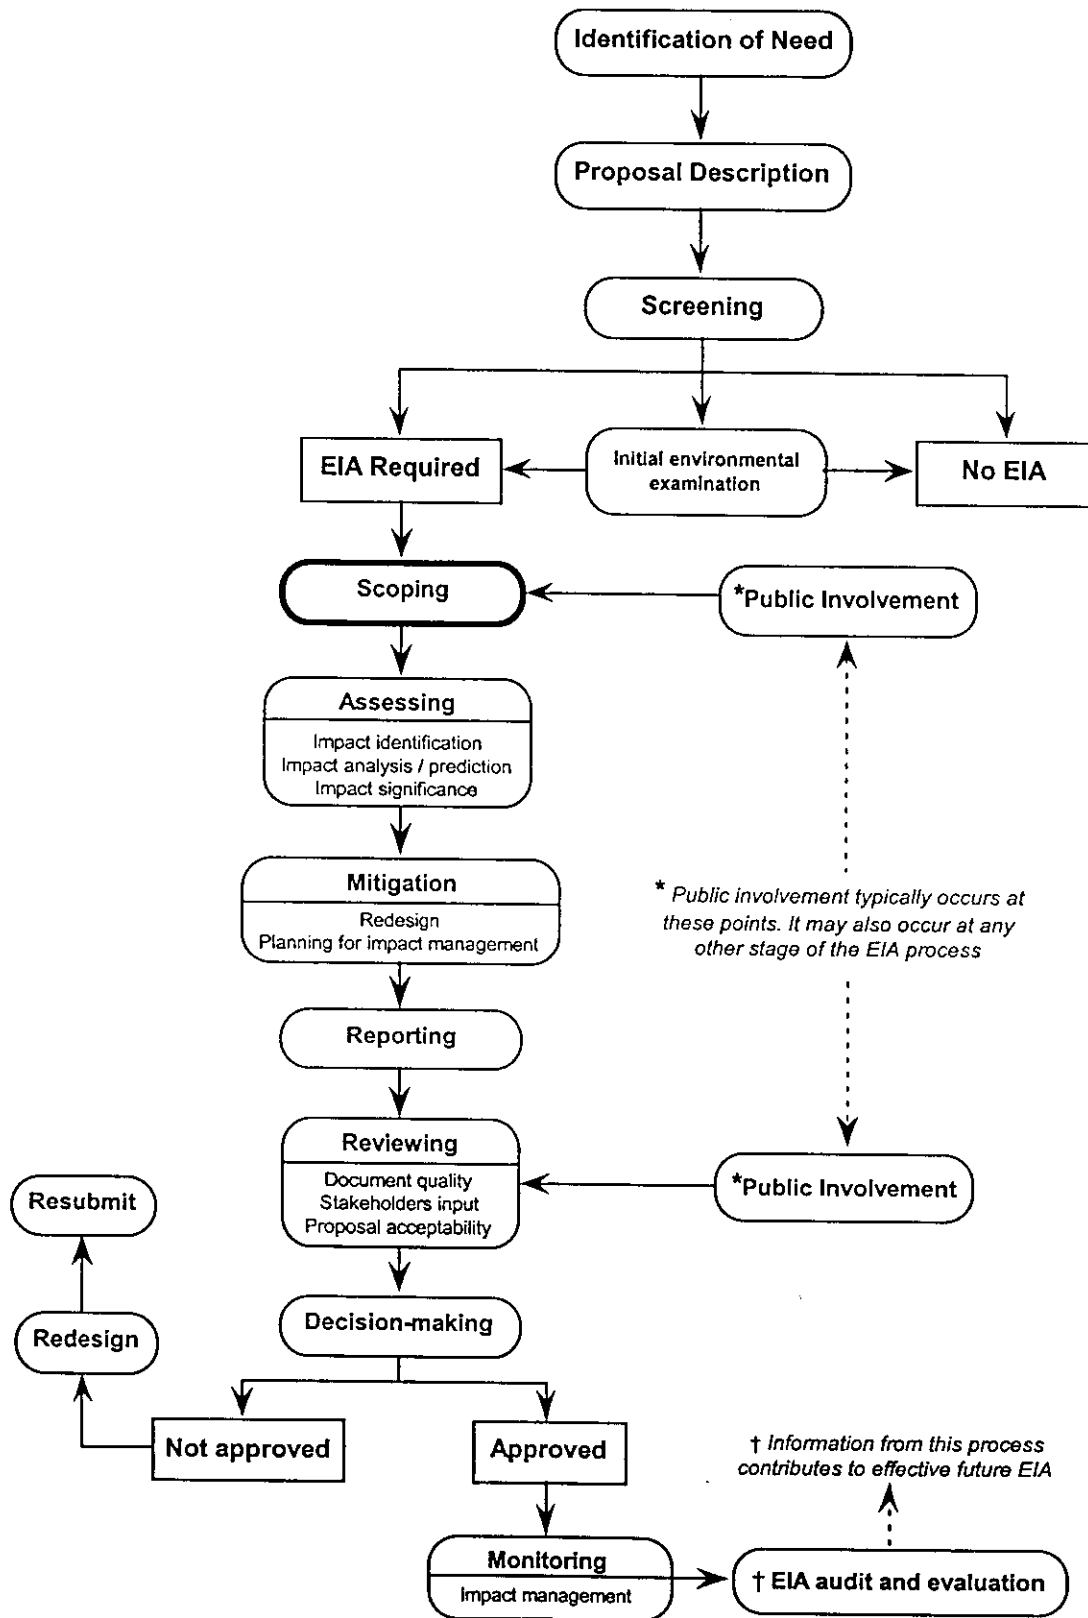 Identification of Need
Proposal Description
Screening
EIA Required
Initial environmental
examination
No EIA
Scoping
*Public Involvement
Assessing
Impact identification
Impact analysis / prediction
Impact significance
Mitigation
Redesign
Planning for impact management
* Public involvement typically occurs at
these points. It may also occur at any
other stage of the EIA process
Reporting
Reviewing
Document quality
Stakeholders input
Proposal acceptability
*Public Involvement
Resubmit
Redesign
Decision-making
Not approved
Approved
† Information from this process
contributes to effective future EIA
Monitoring
Impact management
† EIA audit and evaluation